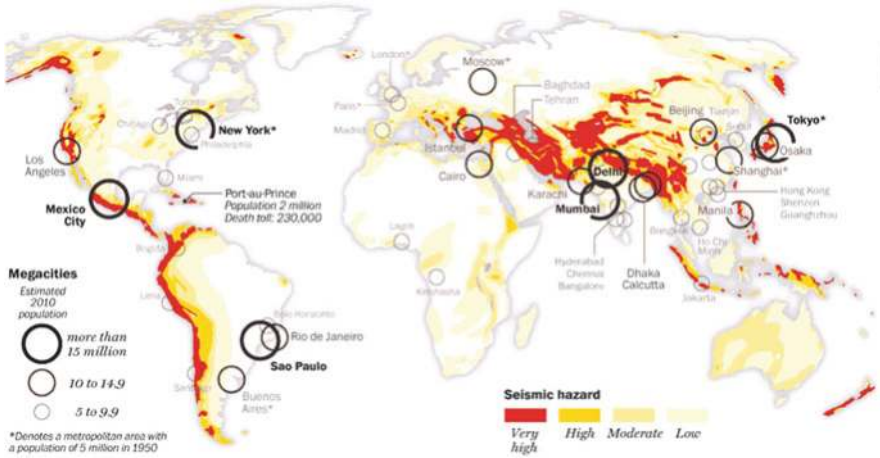 London*
Moscow*
Toronto
Chicago
New York*
Philadelphia
Paris*
Madrid
Istanbul
Baghdad
Tehran
Beijing
Tianjin
Seoul
Tokyo*
Osaka
Los
Angeles
Miami
Cairo
Karachi
Delhi
Shanghai*
Mexico
City
Port-au-Prince
Population 2 million
Death toll: 230,000
Mumbai
Manila
Hong Kong
Shenzen
Guangzhou
Bogota
Lagos
Bangkok
Ho Chi
Minh
Hyderabad
Chennai
Bangalore
Dhaka
Calcutta
Kinshasha
Jakarta
Lima
Belo Horizonte
Rio de Janeiro
Sao Paulo
Santiago
Buenos
Aires*
Megacities
Estimated
2010
population
more than
15 million
10 to 14.9
5 to 9.9
*Denotes a metropolitan area with
a population of 5 million in 1950
Seismic hazard
Very
high
High
Moderate
Low